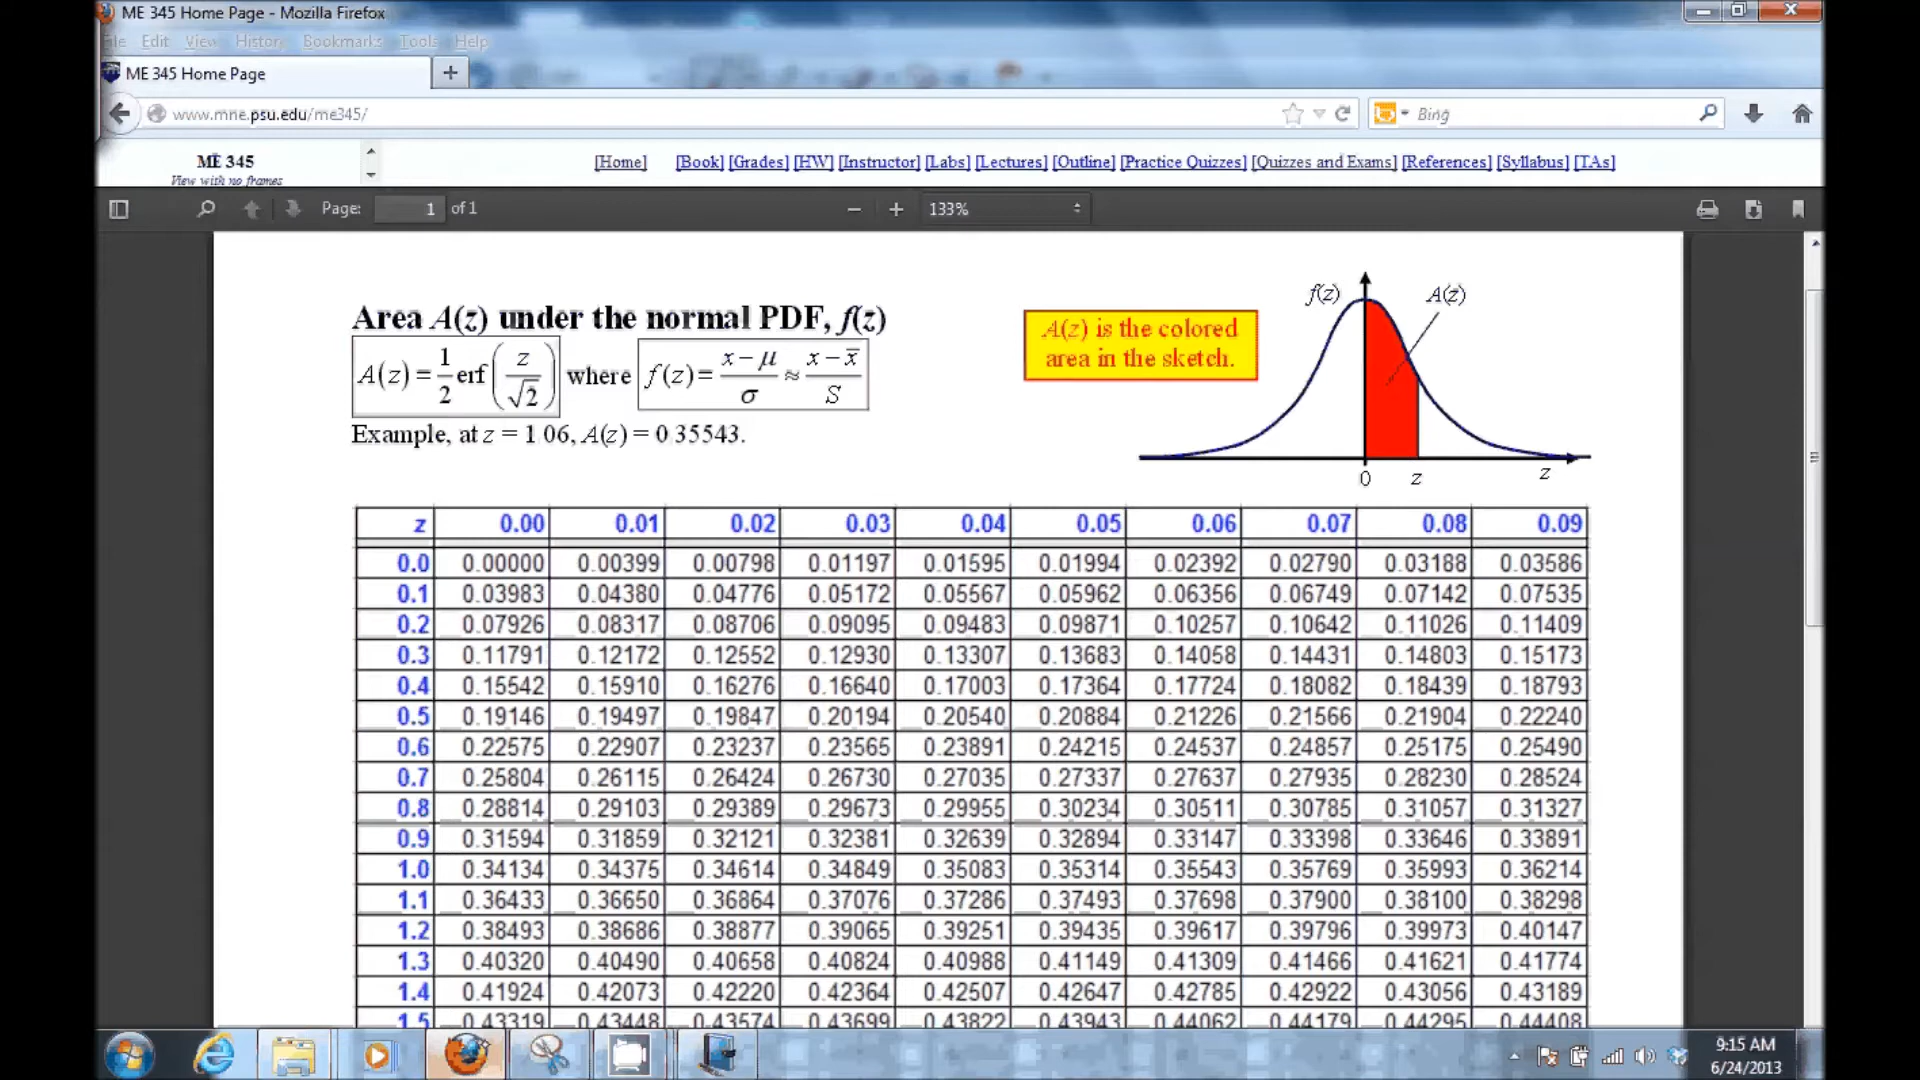 ME 345 Home Page - Mozilla Firefox
File Edit View History Bookmarks Tools Help
ME 345 Home Page
www.mne.psu.edu/me345/
Bing
ME 345
View with no frames
[Home] [Book] [Grades] [HW] [Instructor] [Labs] [Lectures] [Outline] [Practice Quizzes] [Quizzes and Exams] [References] [Syllabus] [TAs]
Page: 1 of 1
133%
Area A(z) under the normal PDF, f(z)
A(z) = 1/2 erf(z/√2) where f(z) = (x−μ)/σ ≈ (x−x̄)/S
Example, at z = 1.06, A(z) = 0.35543.
A(z) is the colored
area in the sketch.
f(z) A(z)
0 z z
z 0.00 0.01 0.02 0.03 0.04 0.05 0.06 0.07 0.08 0.09
0.0 0.00000 0.00399 0.00798 0.01197 0.01595 0.01994 0.02392 0.02790 0.03188 0.03586
0.1 0.03983 0.04380 0.04776 0.05172 0.05567 0.05962 0.06356 0.06749 0.07142 0.07535
0.2 0.07926 0.08317 0.08706 0.09095 0.09483 0.09871 0.10257 0.10642 0.11026 0.11409
0.3 0.11791 0.12172 0.12552 0.12930 0.13307 0.13683 0.14058 0.14431 0.14803 0.15173
0.4 0.15542 0.15910 0.16276 0.16640 0.17003 0.17364 0.17724 0.18082 0.18439 0.18793
0.5 0.19146 0.19497 0.19847 0.20194 0.20540 0.20884 0.21226 0.21566 0.21904 0.22240
0.6 0.22575 0.22907 0.23237 0.23565 0.23891 0.24215 0.24537 0.24857 0.25175 0.25490
0.7 0.25804 0.26115 0.26424 0.26730 0.27035 0.27337 0.27637 0.27935 0.28230 0.28524
0.8 0.28814 0.29103 0.29389 0.29673 0.29955 0.30234 0.30511 0.30785 0.31057 0.31327
0.9 0.31594 0.31859 0.32121 0.32381 0.32639 0.32894 0.33147 0.33398 0.33646 0.33891
1.0 0.34134 0.34375 0.34614 0.34849 0.35083 0.35314 0.35543 0.35769 0.35993 0.36214
1.1 0.36433 0.36650 0.36864 0.37076 0.37286 0.37493 0.37698 0.37900 0.38100 0.38298
1.2 0.38493 0.38686 0.38877 0.39065 0.39251 0.39435 0.39617 0.39796 0.39973 0.40147
1.3 0.40320 0.40490 0.40658 0.40824 0.40988 0.41149 0.41309 0.41466 0.41621 0.41774
1.4 0.41924 0.42073 0.42220 0.42364 0.42507 0.42647 0.42785 0.42922 0.43056 0.43189
1.5 0.43319 0.43448 0.43574 0.43699 0.43822 0.43943 0.44062 0.44179 0.44295 0.44408
9:15 AM
6/24/2013